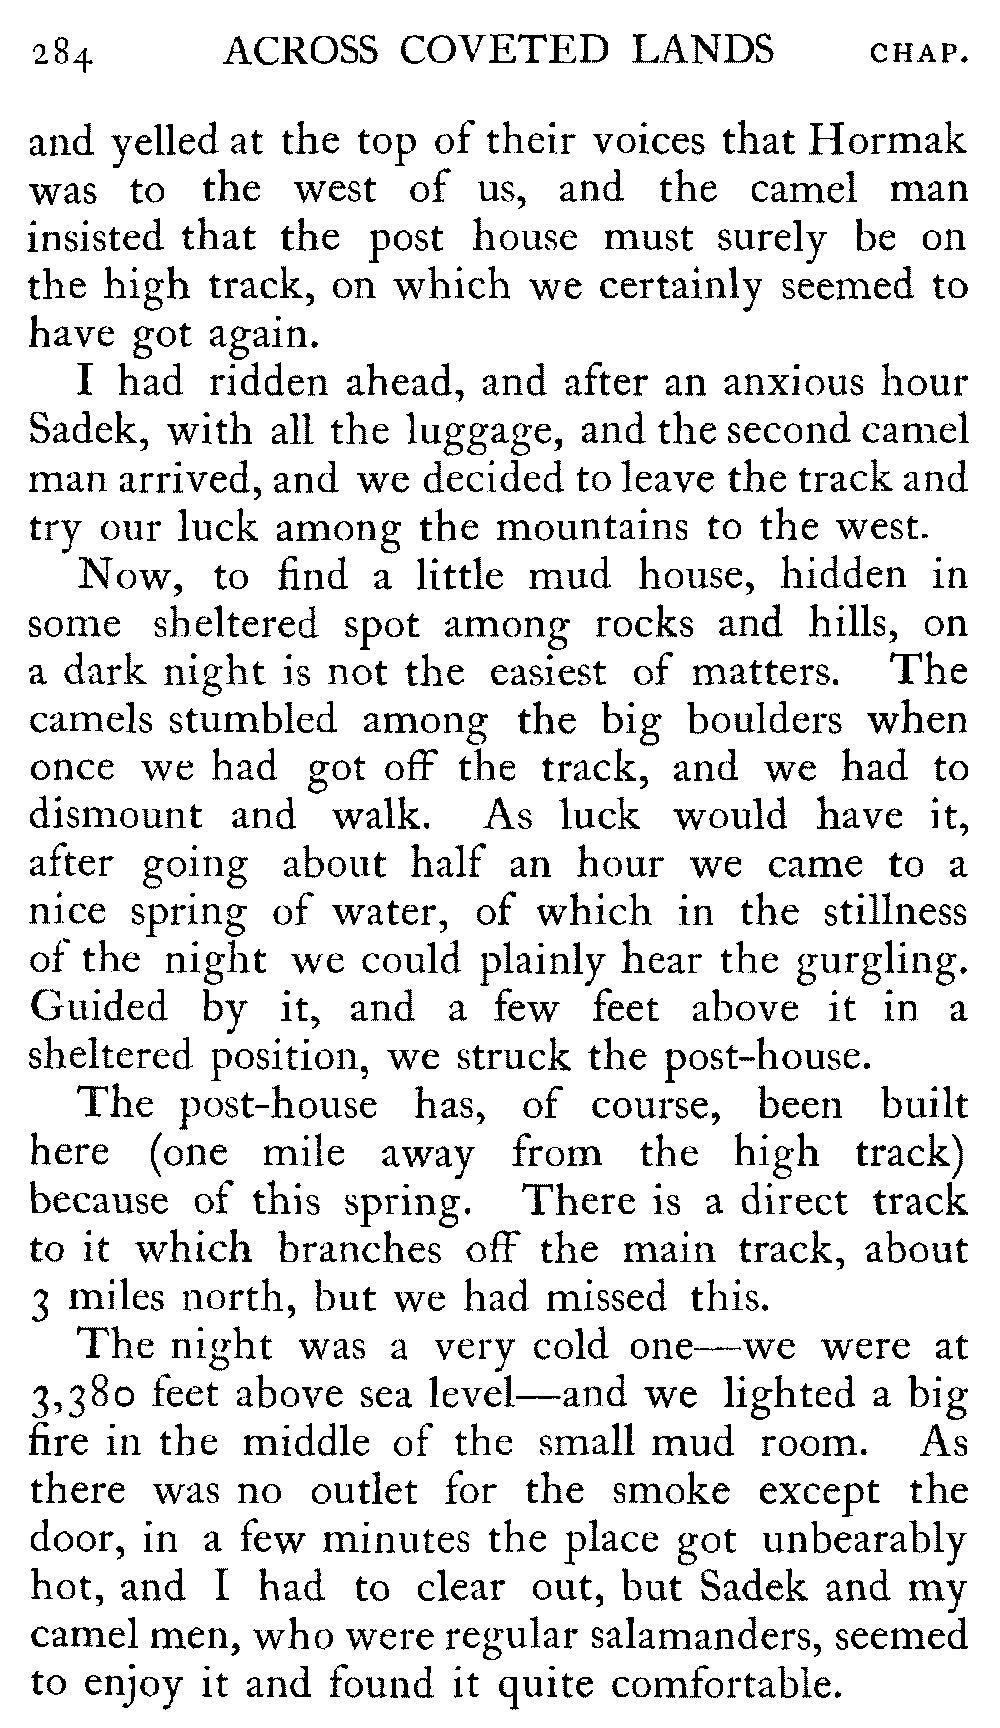 284 ACROSS COVETED LANDS CHAP.
and yelled at the top of their voices that Hormak
was to the west of us, and the camel man
insisted that the post house must surely be on
the high track, on which we certainly seemed to
have got again.
I had ridden ahead, and after an anxious hour
Sadek, with all the luggage, and the second camel
man arrived, and we decided to leave the track and
try our luck among the mountains to the west.
Now, to find a little mud house, hidden in
some sheltered spot among rocks and hills, on
a dark night is not the easiest of matters. The
camels stumbled among the big boulders when
once we had got off the track, and we had to
dismount and walk. As luck would have it,
after going about half an hour we came to a
nice spring of water, of which in the stillness
of the night we could plainly hear the gurgling.
Guided by it, and a few feet above it in a
sheltered position, we struck the post-house.
The post-house has, of course, been built
here (one mile away from the high track)
because of this spring. There is a direct track
to it which branches off the main track, about
3 miles north, but we had missed this.
The night was a very cold one—we were at
3,380 feet above sea level—and we lighted a big
fire in the middle of the small mud room. As
there was no outlet for the smoke except the
door, in a few minutes the place got unbearably
hot, and I had to clear out, but Sadek and my
camel men, who were regular salamanders, seemed
to enjoy it and found it quite comfortable.